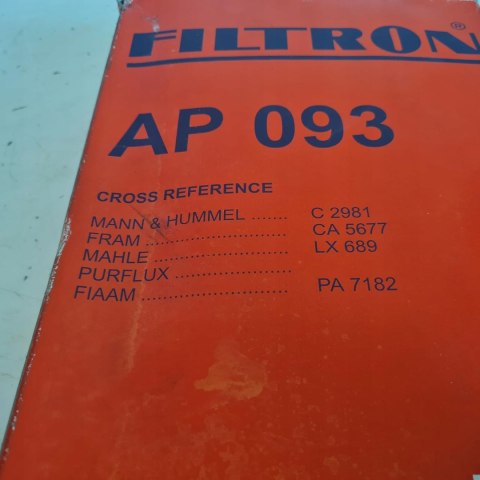 FILTRON®
AP 093
CROSS REFERENCE
MANN & HUMMEL ....... C 2981
FRAM ........................... CA 5677
MAHLE .......................... LX 689
PURFLUX ......................
FIAAM ............................ PA 7182